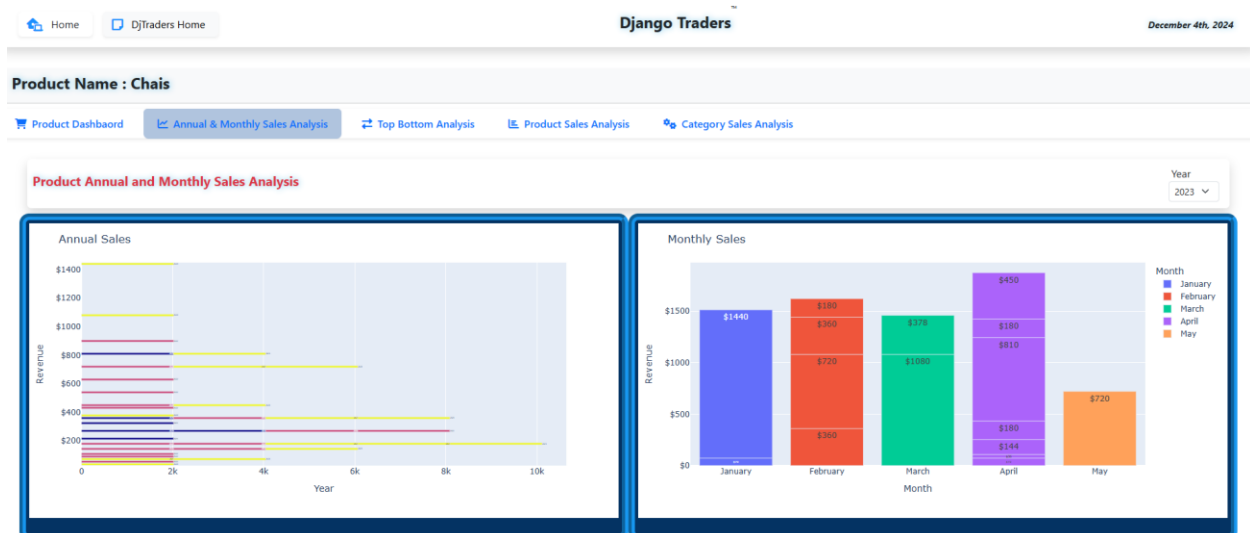 Home
DjTraders Home
Django Traders
December 4th, 2024
Product Name : Chais
Product Dashbaord
Annual & Monthly Sales Analysis
Top Bottom Analysis
Product Sales Analysis
Category Sales Analysis
Product Annual and Monthly Sales Analysis
Year
2023
Annual Sales
$1400
$1200
$1000
$800
$600
$400
$200
Revenue
0
2k
4k
6k
8k
10k
Year
Monthly Sales
$1500
$1000
$500
$0
Revenue
$1440
$180
$360
$720
$360
$378
$1080
$450
$180
$810
$180
$144
$720
January
February
March
April
May
Month
Month
January
February
March
April
May